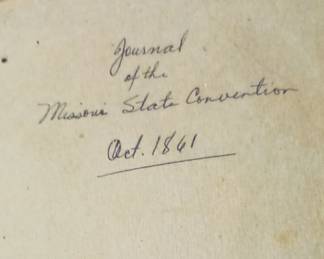 Journal
of the
Missouri State Convention
Oct. 1861